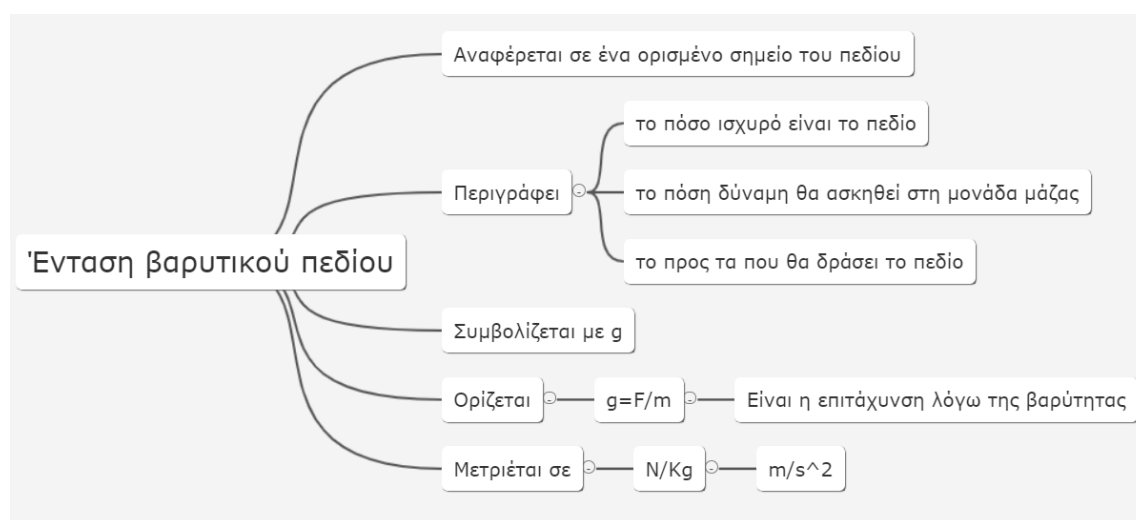 Αναφέρεται σε ένα ορισμένο σημείο του πεδίου
το πόσο ισχυρό είναι το πεδίο
Περιγράφει
το πόση δύναμη θα ασκηθεί στη μονάδα μάζας
το προς τα που θα δράσει το πεδίο
Ένταση βαρυτικού πεδίου
Συμβολίζεται με g
Ορίζεται
g=F/m
Είναι η επιτάχυνση λόγω της βαρύτητας
Μετριέται σε
N/Kg
m/s^2